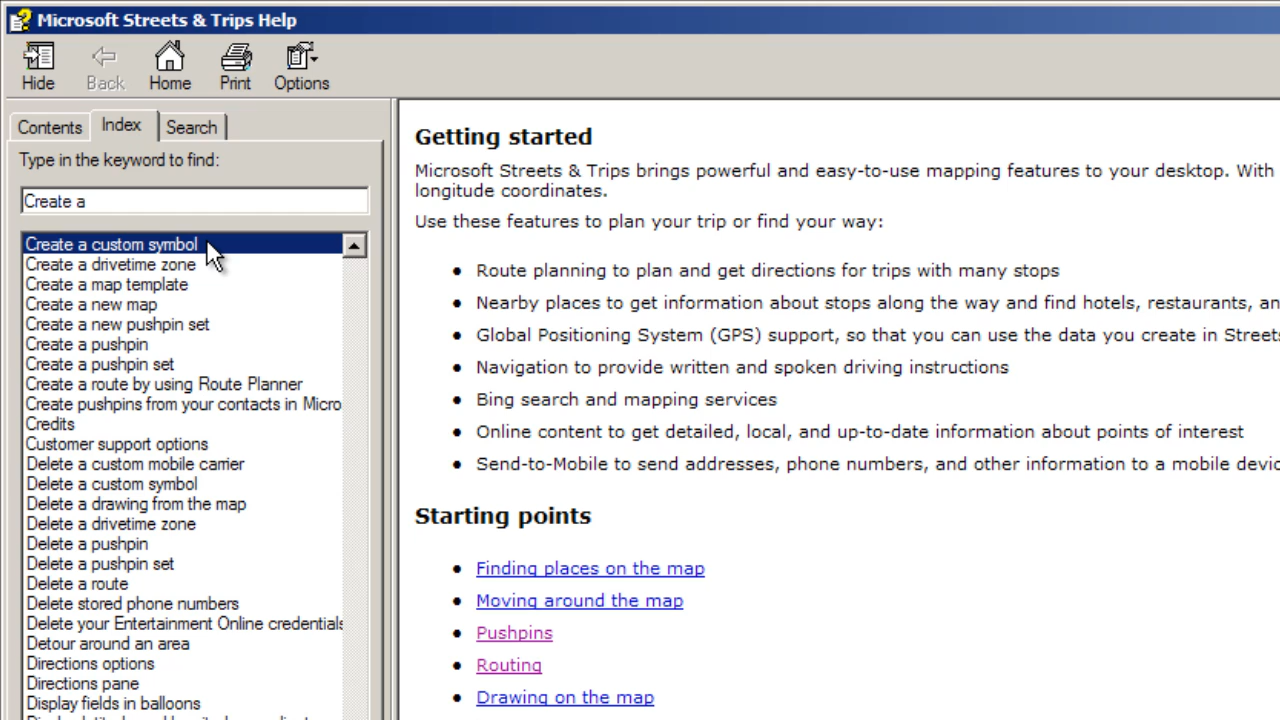 Microsoft Streets & Trips Help
Hide
Back
Home
Print
Options
Contents
Index
Search
Type in the keyword to find:
Create a
Create a custom symbol
Create a drivetime zone
Create a map template
Create a new map
Create a new pushpin set
Create a pushpin
Create a pushpin set
Create a route by using Route Planner
Create pushpins from your contacts in Micro
Credits
Customer support options
Delete a custom mobile carrier
Delete a custom symbol
Delete a drawing from the map
Delete a drivetime zone
Delete a pushpin
Delete a pushpin set
Delete a route
Delete stored phone numbers
Delete your Entertainment Online credentials
Detour around an area
Directions options
Directions pane
Display fields in balloons
Getting started
Microsoft Streets & Trips brings powerful and easy-to-use mapping features to your desktop. With
longitude coordinates.
Use these features to plan your trip or find your way:
Route planning to plan and get directions for trips with many stops
Nearby places to get information about stops along the way and find hotels, restaurants, an
Global Positioning System (GPS) support, so that you can use the data you create in Streets
Navigation to provide written and spoken driving instructions
Bing search and mapping services
Online content to get detailed, local, and up-to-date information about points of interest
Send-to-Mobile to send addresses, phone numbers, and other information to a mobile devic
Starting points
Finding places on the map
Moving around the map
Pushpins
Routing
Drawing on the map